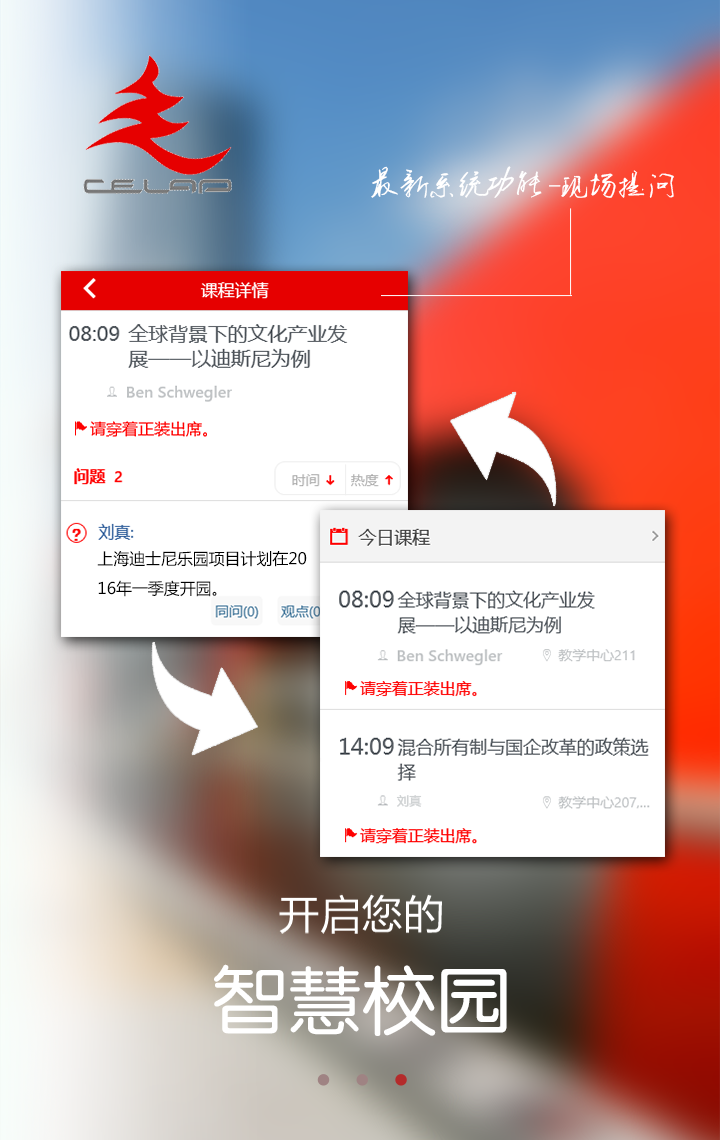 CELAP
最新系统功能-现场提问
课程详情
08:09 全球背景下的文化产业发
展——以迪斯尼为例
Ben Schwegler
请穿着正装出席。
问题 2
时间 热度
刘真:
上海迪士尼乐园项目计划在20
16年一季度开园。
同问(0) 观点(0
今日课程
08:09 全球背景下的文化产业发
展——以迪斯尼为例
Ben Schwegler 教学中心211
请穿着正装出席。
14:09 混合所有制与国企改革的政策选
择
刘真 教学中心207,...
请穿着正装出席。
开启您的
智慧校园